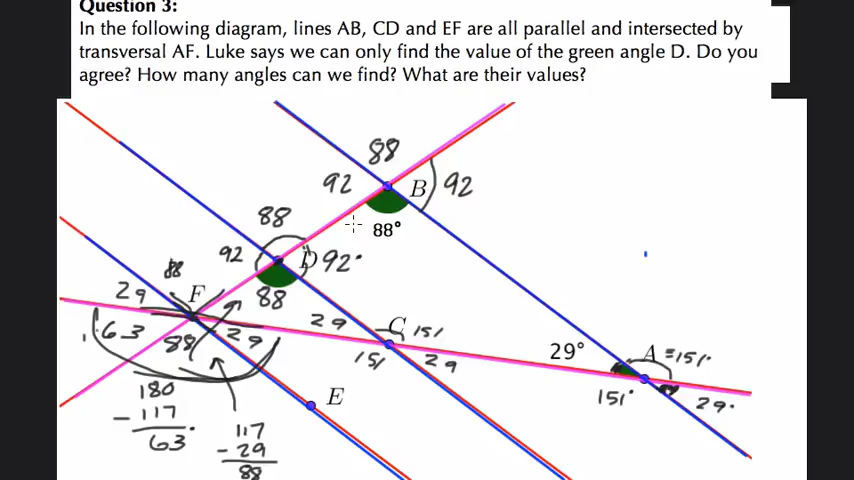 Question 3:
In the following diagram, lines AB, CD and EF are all parallel and intersected by
transversal AF. Luke says we can only find the value of the green angle D. Do you
agree? How many angles can we find? What are their values?
88
92 B 92
88°
88
92 D 92°
88
88
29 F
29 C 151
63 88 29
151 29
29° A =151°
151° 29°
E
180
- 117
63°
117
- 29
88